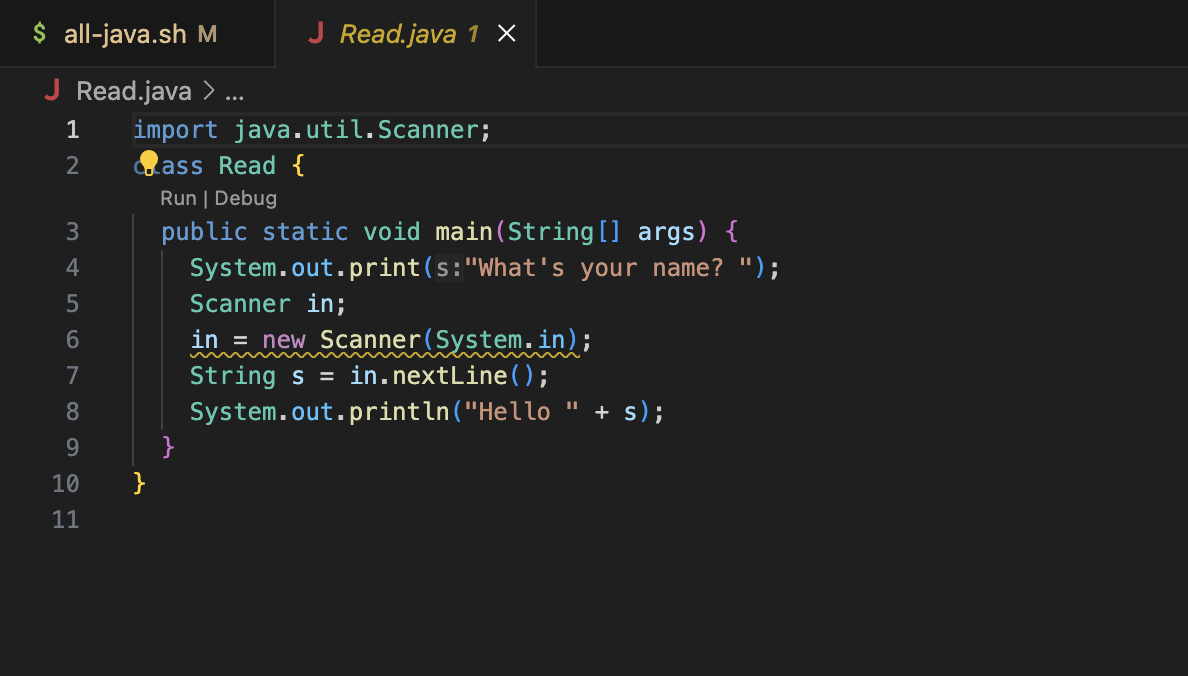 $ all-java.sh M J Read.java 1 ×
J Read.java > ...
1 import java.util.Scanner;
2 class Read {
Run | Debug
3 public static void main(String[] args) {
4 System.out.print(s:"What's your name? ");
5 Scanner in;
6 in = new Scanner(System.in);
7 String s = in.nextLine();
8 System.out.println("Hello " + s);
9 }
10 }
11